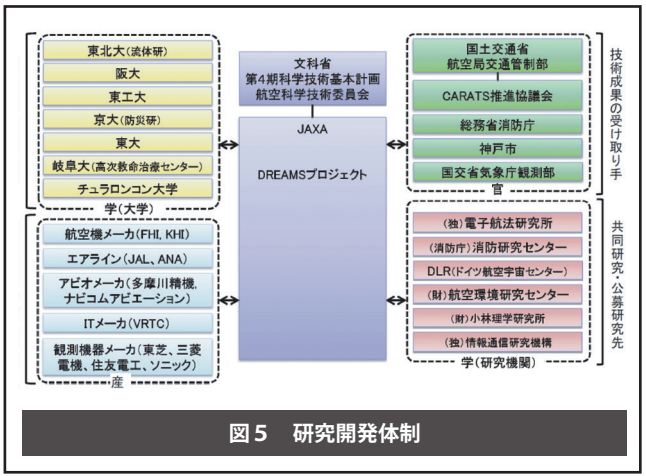 東北大(流体研)
阪大
東工大
京大(防災研)
東大
岐阜大(高次救命治療センター)
チュラロンコン大学
学(大学)
航空機メーカ(FHI, KHI)
エアライン(JAL、ANA)
アビオメーカ(多摩川精機,
ナビコムアビエーション)
ITメーカ(VRTC)
観測機器メーカ(東芝、三菱
電機、住友電工、ソニック)
産
文科省
第4期科学技術基本計画
航空科学技術委員会
JAXA
DREAMSプロジェクト
国土交通省
航空局交通管制部
CARATS推進協議会
総務省消防庁
神戸市
国交省気象庁観測部
官
技術成果の受け取り手
(独)電子航法研究所
(消防庁)消防研究センター
DLR(ドイツ航空宇宙センター)
(財)航空環境研究センター
(財)小林理学研究所
(独)情報通信研究機構
学(研究機関)
共同研究・公募研究先
図5 研究開発体制